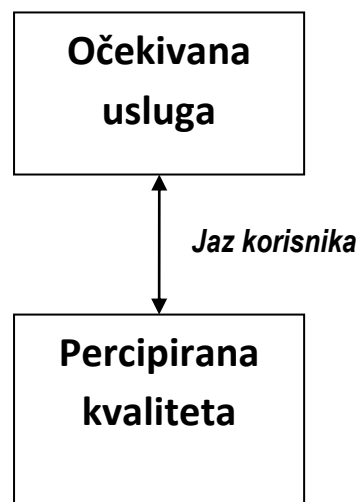 Očekivana
usluga
Jaz korisnika
Percipirana
kvaliteta